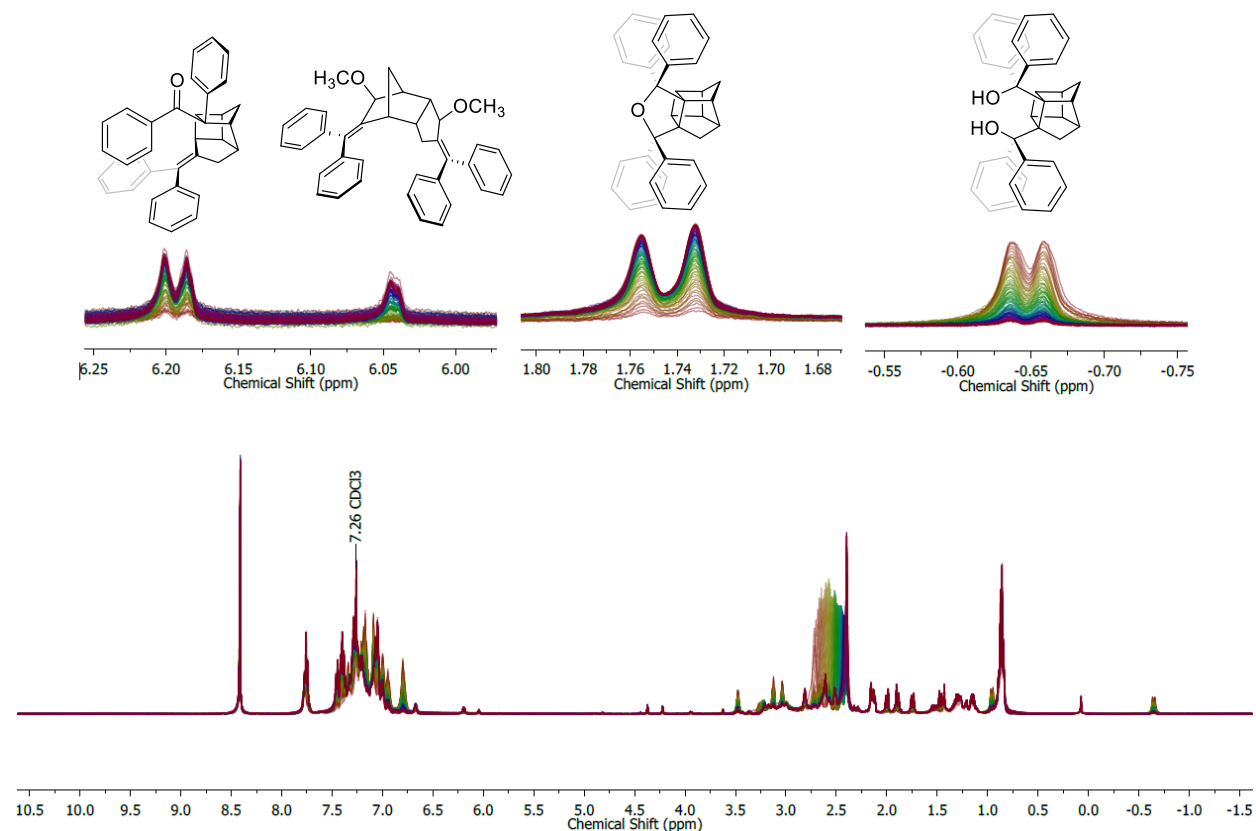 O
H3CO
OCH3
O
HO
HO
6.25 6.20 6.15 6.10 6.05 6.00
Chemical Shift (ppm)
1.80 1.78 1.76 1.74 1.72 1.70 1.68
Chemical Shift (ppm)
-0.55 -0.60 -0.65 -0.70 -0.75
Chemical Shift (ppm)
7.26 CDCl3
10.5 10.0 9.5 9.0 8.5 8.0 7.5 7.0 6.5 6.0 5.5 5.0 4.5 4.0 3.5 3.0 2.5 2.0 1.5 1.0 0.5 0.0 -0.5 -1.0 -1.5
Chemical Shift (ppm)